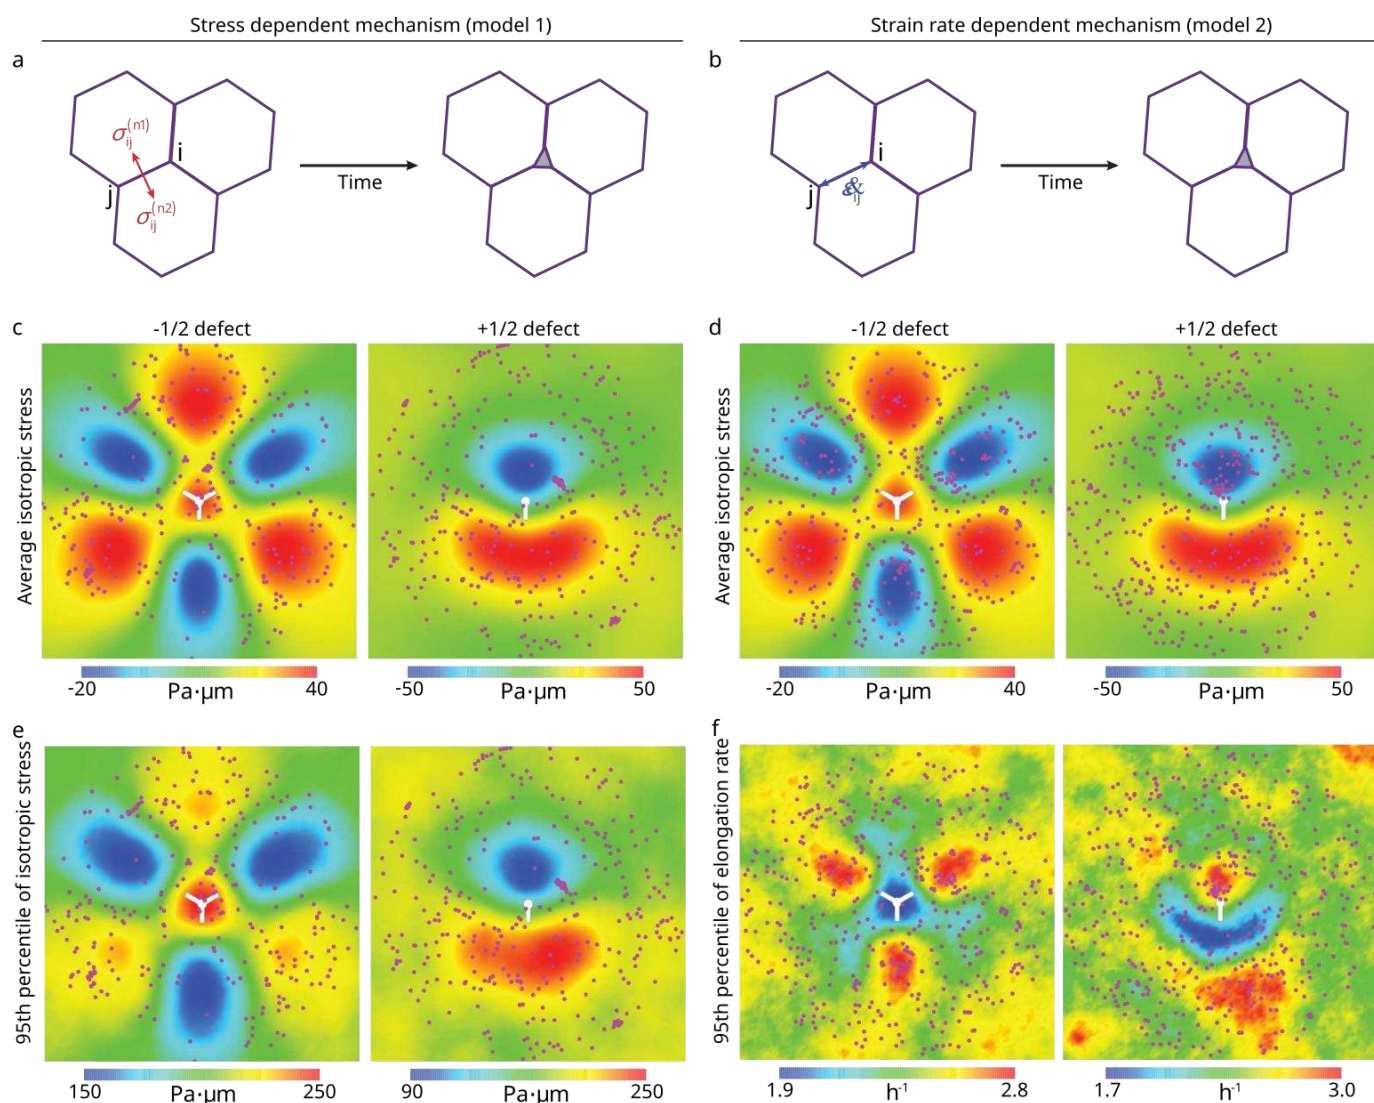 Stress dependent mechanism (model 1)
Strain rate dependent mechanism (model 2)
a
σij(n1)
i
j
σij(n2)
Time
b
i
j
ij
Time
c
-1/2 defect
+1/2 defect
Average isotropic stress
-20
Pa·μm
40
-50
Pa·μm
50
d
-1/2 defect
+1/2 defect
Average isotropic stress
-20
Pa·μm
40
-50
Pa·μm
50
e
95th percentile of isotropic stress
150
Pa·μm
250
90
Pa·μm
250
f
95th percentile of elongation rate
1.9
h-1
2.8
1.7
h-1
3.0